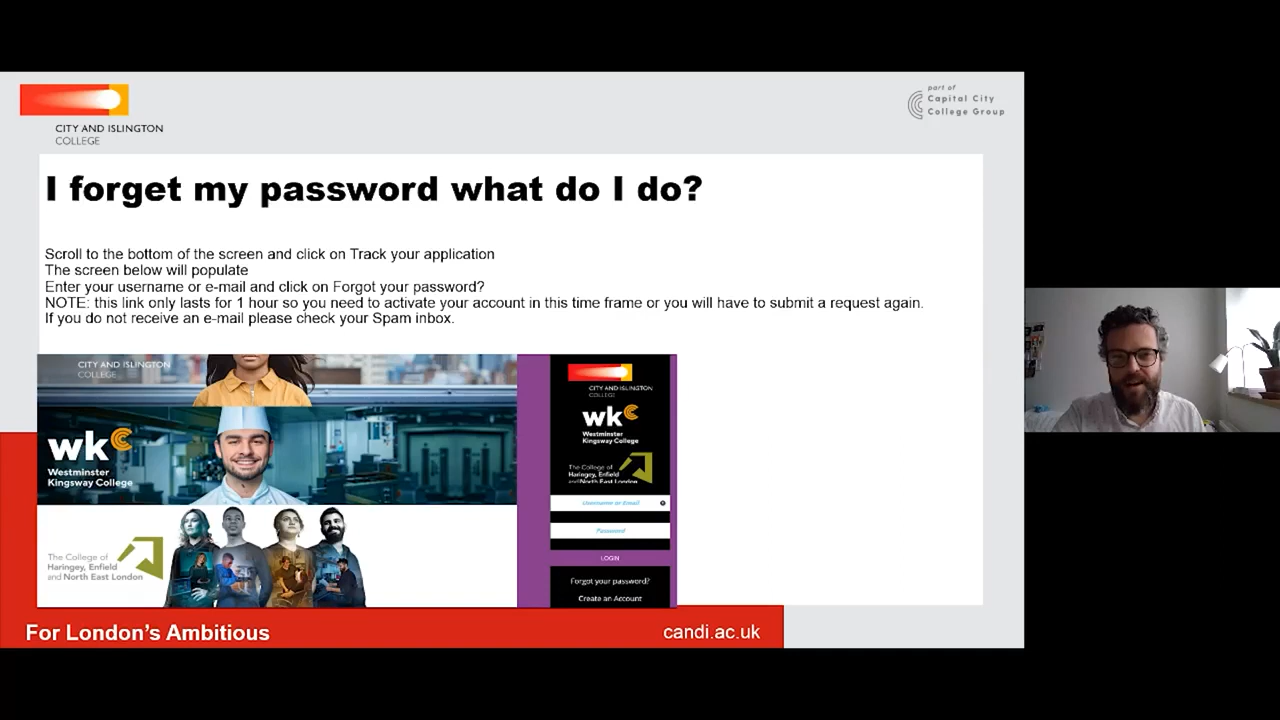 CITY AND ISLINGTON
COLLEGE
part of
Capital City
College Group
I forget my password what do I do?
Scroll to the bottom of the screen and click on Track your application
The screen below will populate
Enter your username or e-mail and click on Forgot your password?
NOTE: this link only lasts for 1 hour so you need to activate your account in this time frame or you will have to submit a request again.
If you do not receive an e-mail please check your Spam inbox.
CITY AND ISLINGTON
COLLEGE
wkc
Westminster
Kingsway College
The College of
Haringey, Enfield
and North East London
CITY AND ISLINGTON
COLLEGE
wkc
Westminster
Kingsway College
The College of
Haringey, Enfield
and North East London
Username or Email
Password
LOGIN
Forgot your password?
Create an Account
For London's Ambitious
candi.ac.uk